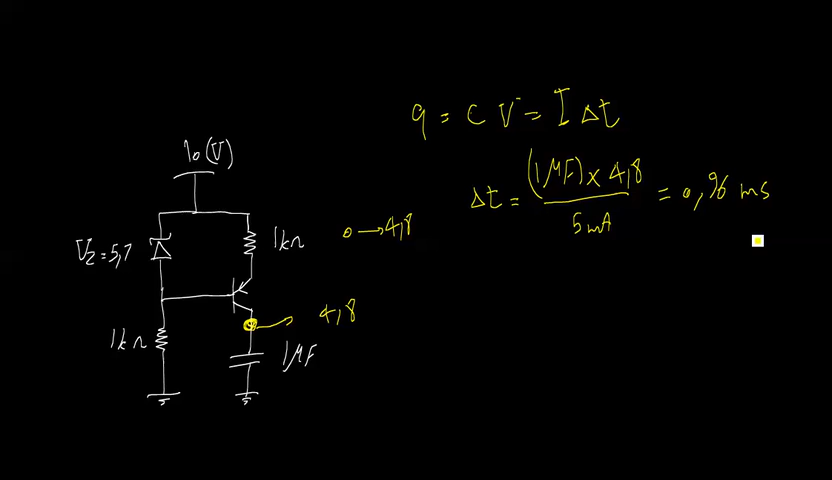 q = C V = I Δt
10(V)
Δt = (1μF) × 4,8 / 5mA = 0,96 ms
Vz = 5,7
1kΩ
0 → 4,8
4,8
1kΩ
1μF